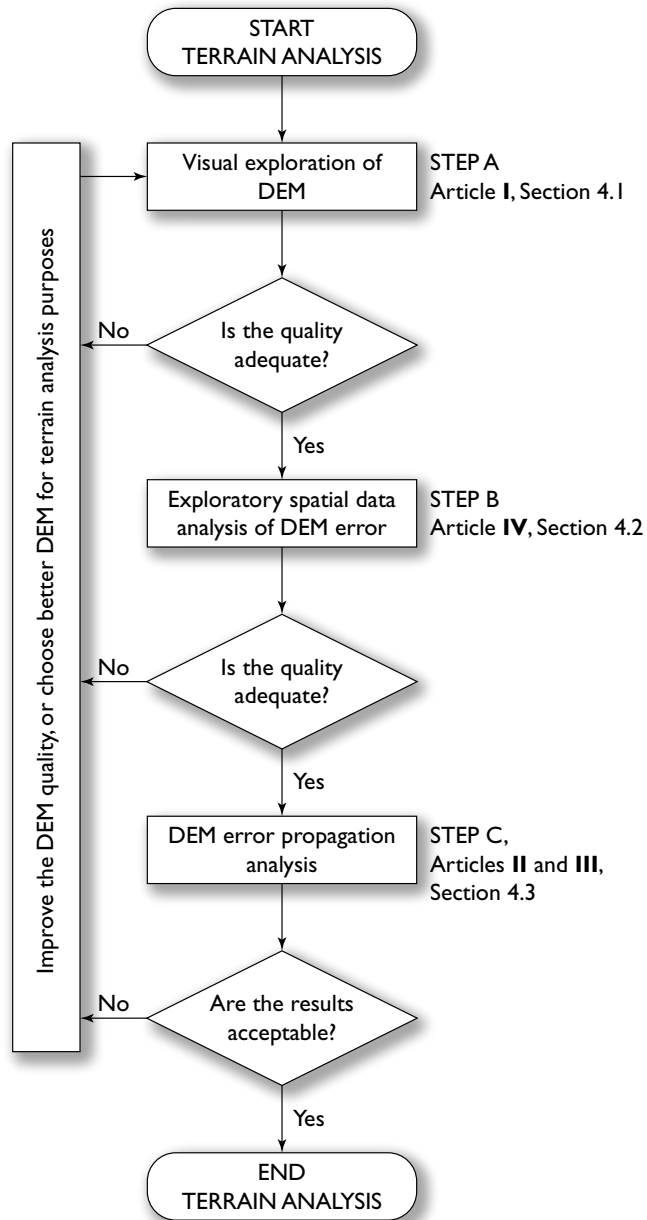 START
TERRAIN ANALYSIS
Visual exploration of
DEM
STEP A
Article I, Section 4.1
Improve the DEM quality, or choose better DEM for terrain analysis purposes
No
Is the quality
adequate?
Yes
Exploratory spatial data
analysis of DEM error
STEP B
Article IV, Section 4.2
No
Is the quality
adequate?
Yes
DEM error propagation
analysis
STEP C,
Articles II and III,
Section 4.3
No
Are the results
acceptable?
Yes
END
TERRAIN ANALYSIS